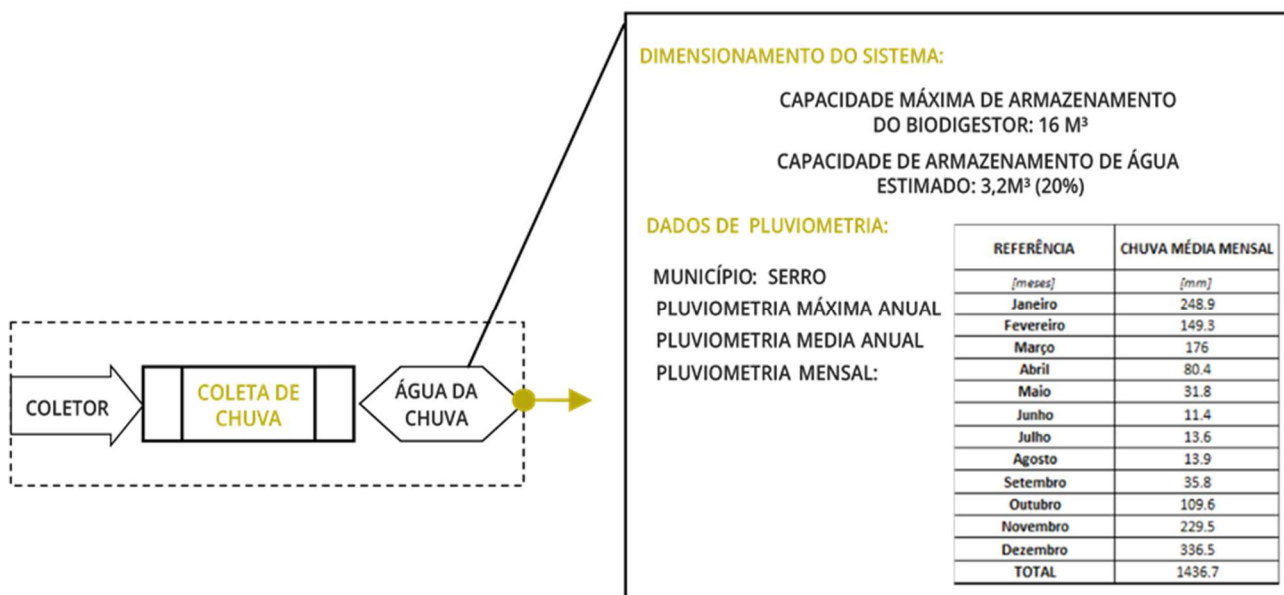 DIMENSIONAMENTO DO SISTEMA:
CAPACIDADE MÁXIMA DE ARMAZENAMENTO
DO BIODIGESTOR: 16 M³
CAPACIDADE DE ARMAZENAMENTO DE ÁGUA
ESTIMADO: 3,2M³ (20%)
DADOS DE PLUVIOMETRIA:
MUNICÍPIO: SERRO
PLUVIOMETRIA MÁXIMA ANUAL
PLUVIOMETRIA MEDIA ANUAL
PLUVIOMETRIA MENSAL:
REFERÊNCIA CHUVA MÉDIA MENSAL
[meses] [mm]
Janeiro 248.9
Fevereiro 149.3
Março 176
Abril 80.4
Maio 31.8
Junho 11.4
Julho 13.6
Agosto 13.9
Setembro 35.8
Outubro 109.6
Novembro 229.5
Dezembro 336.5
TOTAL 1436.7
COLETOR
COLETA DE
CHUVA
ÁGUA DA
CHUVA